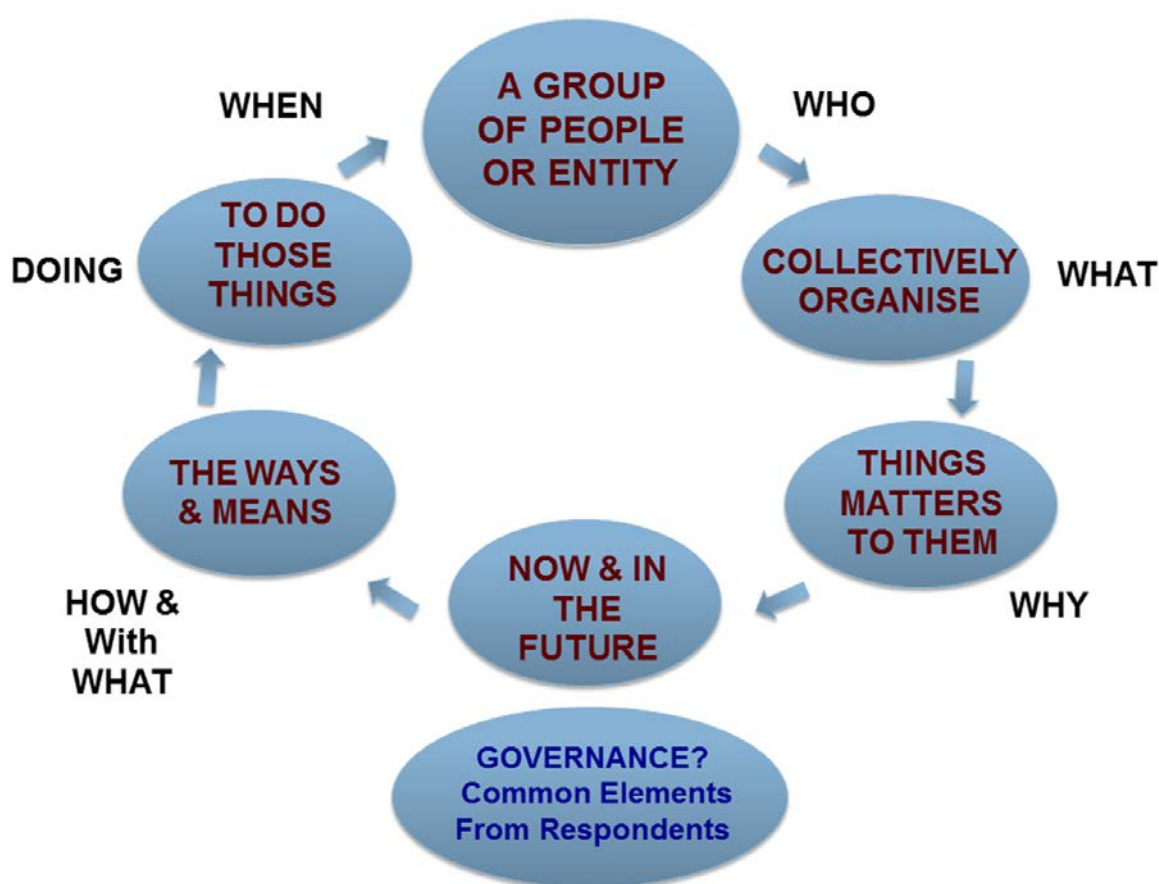 A GROUP
OF PEOPLE
OR ENTITY
WHO
COLLECTIVELY
ORGANISE
WHAT
THINGS
MATTERS
TO THEM
WHY
NOW & IN
THE
FUTURE
THE WAYS
& MEANS
HOW &
With
WHAT
TO DO
THOSE
THINGS
DOING
WHEN
GOVERNANCE?
Common Elements
From Respondents